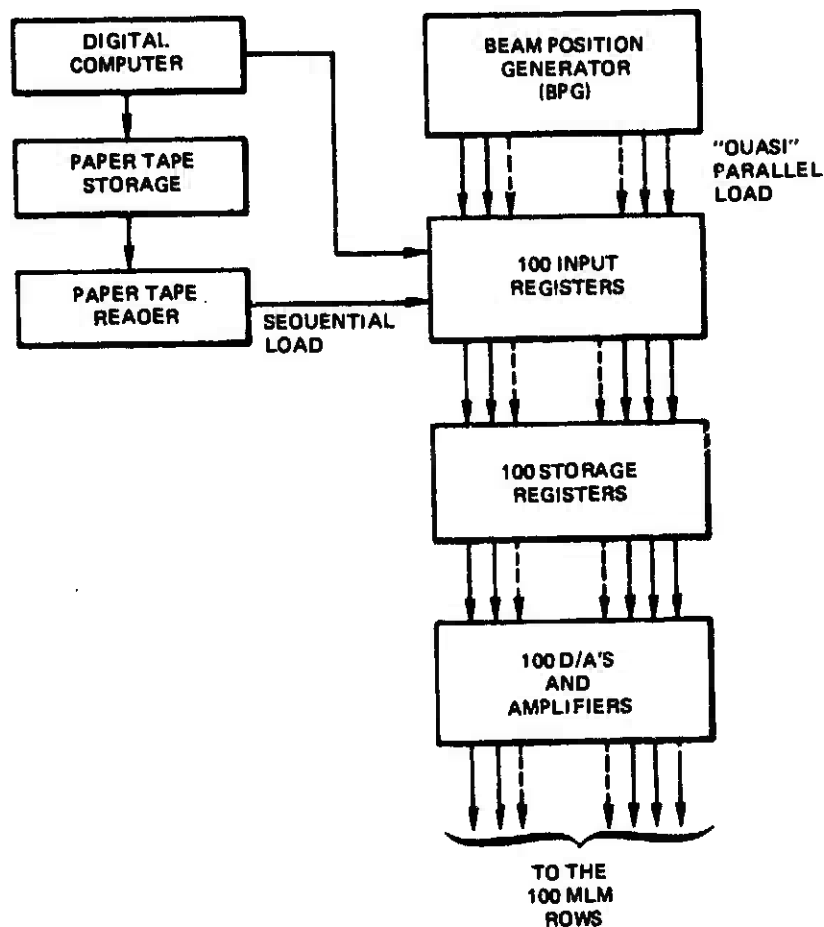 DIGITAL
COMPUTER
BEAM POSITION
GENERATOR
(BPG)
"QUASI"
PARALLEL
LOAD
PAPER TAPE
STORAGE
100 INPUT
REGISTERS
PAPER TAPE
READER
SEQUENTIAL
LOAD
100 STORAGE
REGISTERS
100 D/A'S
AND
AMPLIFIERS
TO THE
100 MLM
ROWS